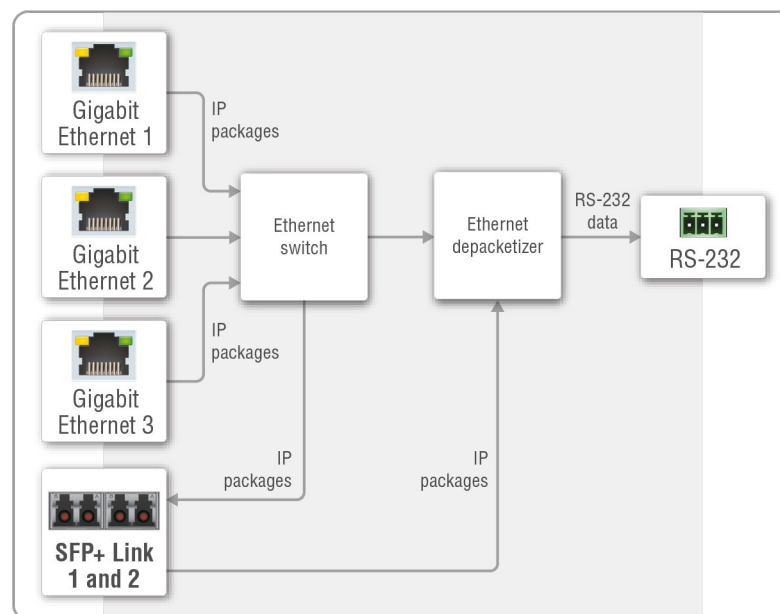 Gigabit
Ethernet 1
IP
packages
Gigabit
Ethernet 2
Ethernet
switch
Ethernet
depacketizer
RS-232
data
RS-232
IP
packages
Gigabit
Ethernet 3
IP
packages
IP
packages
SFP+ Link
1 and 2